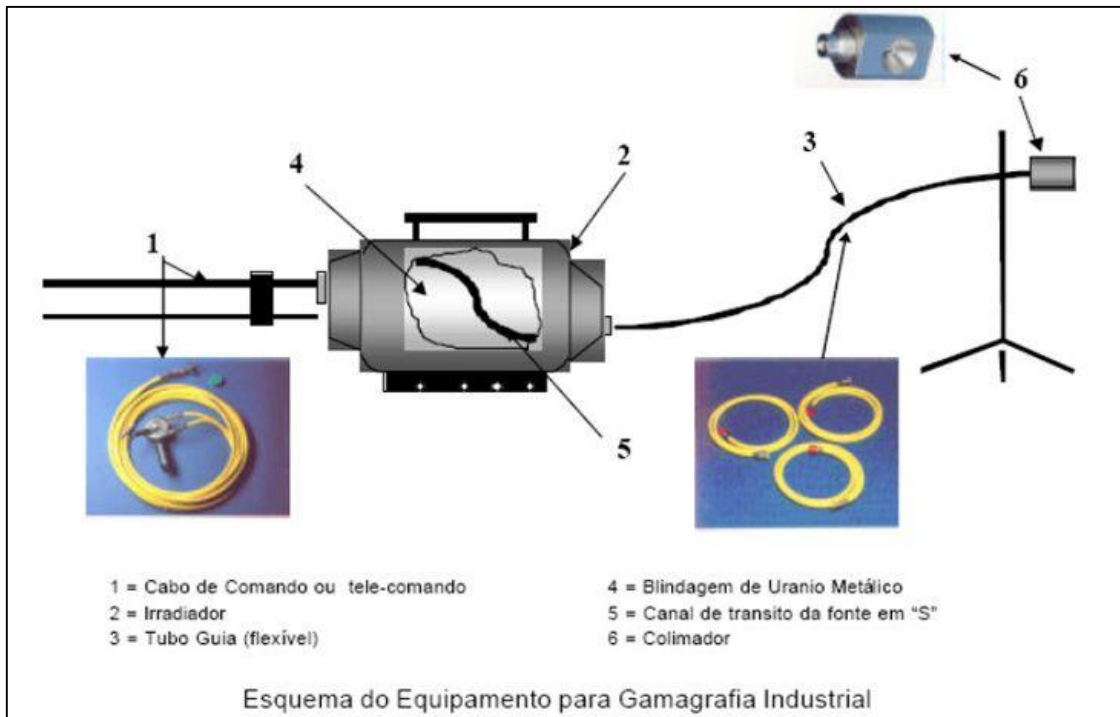 6
3
4
2
1
5
1 = Cabo de Comando ou tele-comando
2 = Irradiador
3 = Tubo Guia (flexível)
4 = Blindagem de Uranio Metálico
5 = Canal de transito da fonte em “S”
6 = Colimador
Esquema do Equipamento para Gamagrafia Industrial